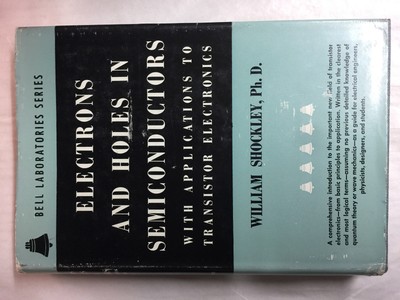 BELL LABORATORIES SERIES
ELECTRONS
AND HOLES IN
SEMICONDUCTORS
WITH APPLICATIONS TO
TRANSISTOR ELECTRONICS
WILLIAM SHOCKLEY, Ph. D.
A comprehensive introduction to the important new field of transistor
electronics—from basic principles to application. Written in the clearest
and most logical terms—assuming no previous detailed knowledge of
quantum theory or wave mechanics—as a guide for electrical engineers,
physicists, designers, and students.